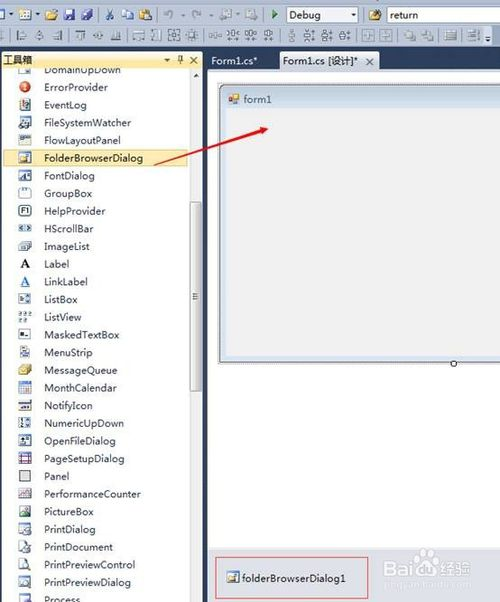 Debug
return
工具箱
Form1.cs*
Form1.cs [设计]*
DomainUpDown
ErrorProvider
EventLog
FileSystemWatcher
FlowLayoutPanel
FolderBrowserDialog
FontDialog
GroupBox
HelpProvider
HScrollBar
ImageList
Label
LinkLabel
ListBox
ListView
MaskedTextBox
MenuStrip
MessageQueue
MonthCalendar
NotifyIcon
NumericUpDown
OpenFileDialog
PageSetupDialog
Panel
PerformanceCounter
PictureBox
PrintDialog
PrintDocument
PrintPreviewControl
PrintPreviewDialog
Process
form1
folderBrowserDialog1
Baidu 经验
jingyan.baidu.com